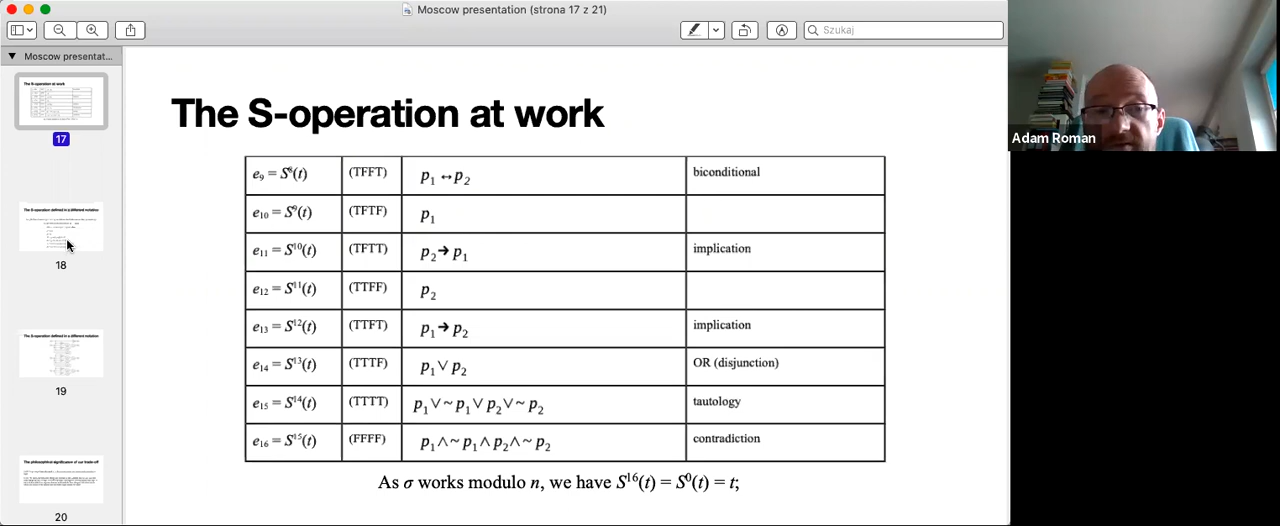 Moscow presentation (strona 17 z 21)
Szukaj
Moscow presentat...
17
18
19
20
The S-operation at work
e₉ = S⁸(t) (TFFT) p₁ ↔ p₂ biconditional
e₁₀ = S⁹(t) (TFTF) p₁
e₁₁ = S¹⁰(t) (TFTT) p₂ → p₁ implication
e₁₂ = S¹¹(t) (TTFF) p₂
e₁₃ = S¹²(t) (TTFT) p₁ → p₂ implication
e₁₄ = S¹³(t) (TTTF) p₁ ∨ p₂ OR (disjunction)
e₁₅ = S¹⁴(t) (TTTT) p₁ ∨ ~ p₁ ∨ p₂ ∨ ~ p₂ tautology
e₁₆ = S¹⁵(t) (FFFF) p₁ ∧ ~ p₁ ∧ p₂ ∧ ~ p₂ contradiction
As σ works modulo n, we have S¹⁶(t) = S⁰(t) = t;
Adam Roman